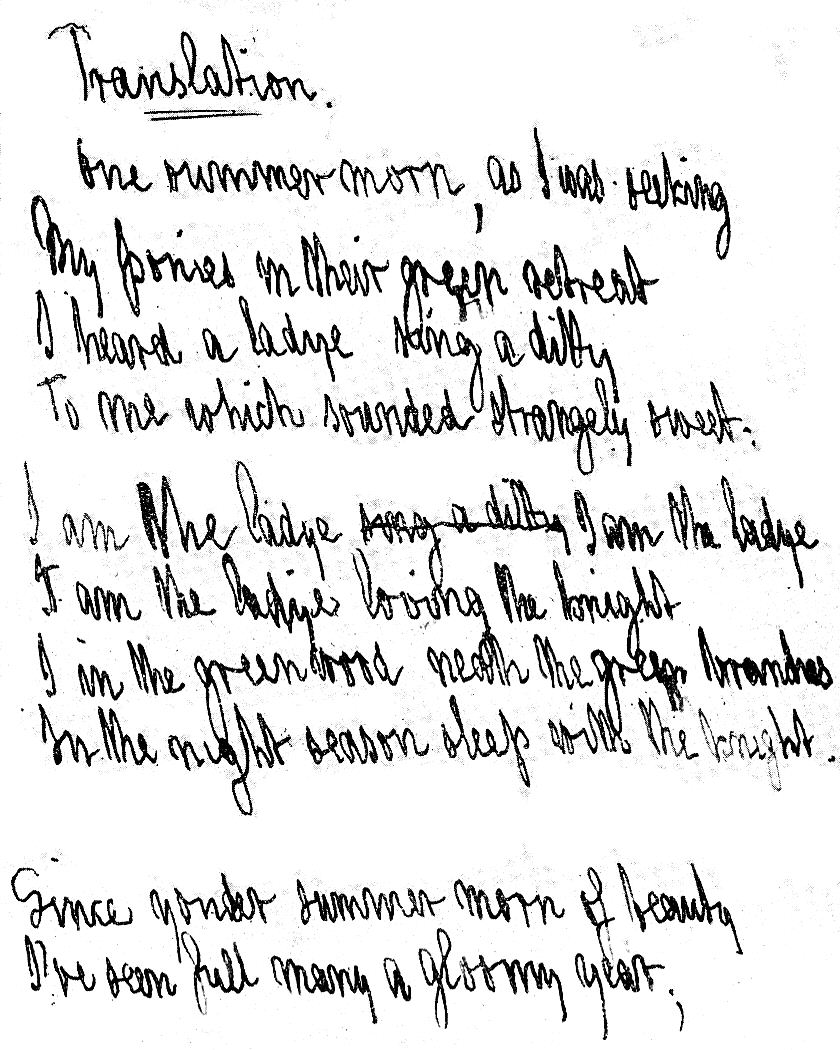 Translation.
One summer morn, as I was seeking
My ponies in their green retreat
I heard a ladye sing a ditty
To me which sounded strangely sweet:
I am the ladye song a ditty I am the ladye
I am the ladye loving the knight
I in the greenwood neath the green branches
In the night season sleep with the knight.
Since yonder summer morn of beauty
I've seen full many a gloomy year;